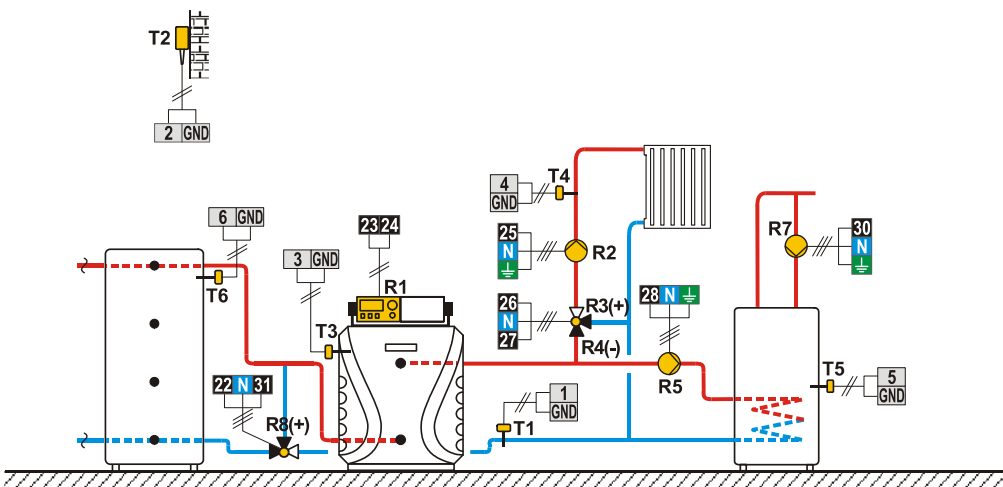 T2
2 GND
T4
4
GND
6 GND
23 24
25
N
R2
R7
30
N
3 GND
T6
R1
26
N
27
R3(+)
28 N
T3
R4(-)
R5
T5
5
GND
22 N 31
1
GND
R8(+)
T1